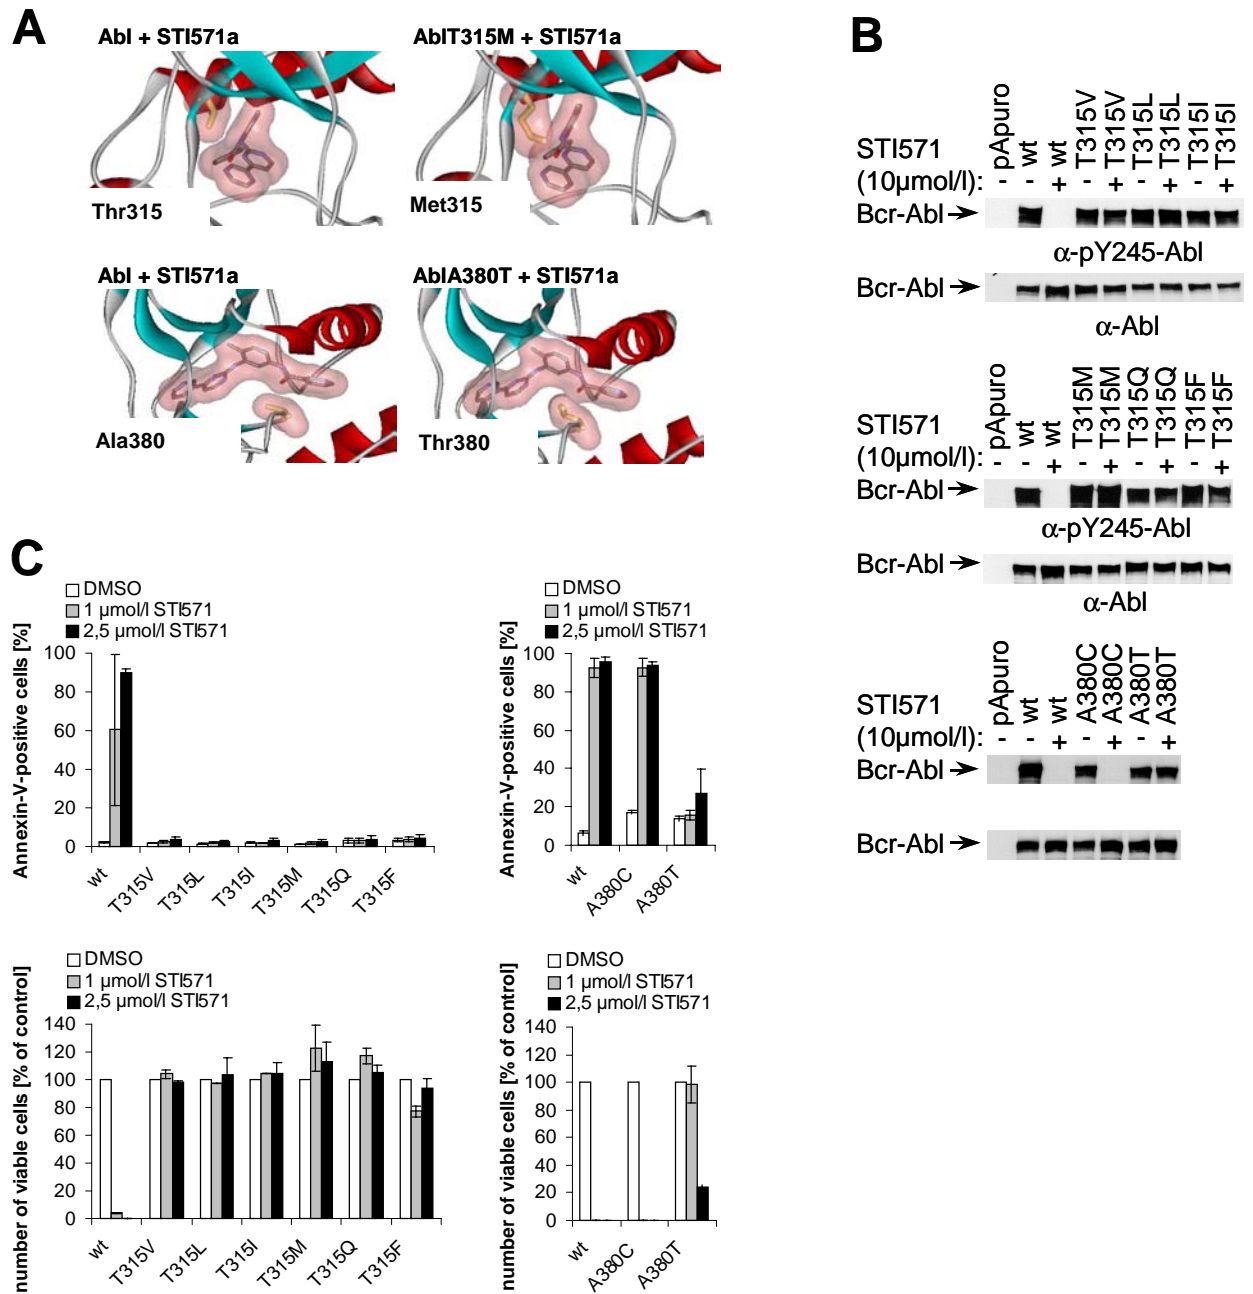 A
Abl + STI571a
AblT315M + STI571a
Thr315
Met315
Abl + STI571a
AblA380T + STI571a
Ala380
Thr380
B
pApuro wt wt T315V T315V T315L T315L T315I T315I
STI571
(10µmol/l): - - + - + - + - +
Bcr-Abl
α-pY245-Abl
Bcr-Abl
α-Abl
pApuro wt wt T315M T315M T315Q T315Q T315F T315F
STI571
(10µmol/l): - - + - + - + - +
Bcr-Abl
α-pY245-Abl
Bcr-Abl
α-Abl
pApuro wt wt A380C A380C A380T A380T
STI571
(10µmol/l): - - + - + - +
Bcr-Abl
Bcr-Abl
C
DMSO
1 µmol/l STI571
2,5 µmol/l STI571
Annexin-V-positive cells [%]
100
80
60
40
20
0
wt T315V T315L T315I T315M T315Q T315F
DMSO
1 µmol/l STI571
2,5 µmol/l STI571
Annexin-V-positive cells [%]
100
80
60
40
20
0
wt A380C A380T
DMSO
1 µmol/l STI571
2,5 µmol/l STI571
number of viable cells [% of control]
140
120
100
80
60
40
20
0
wt T315V T315L T315I T315M T315Q T315F
DMSO
1 µmol/l STI571
2,5 µmol/l STI571
number of viable cells [% of control]
140
120
100
80
60
40
20
0
wt A380C A380T